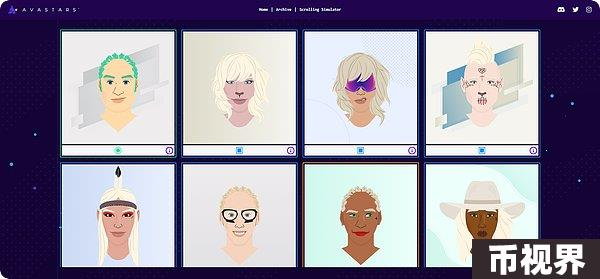 AVASTARS
Home | Archive | Scrolling Simulator
币视界